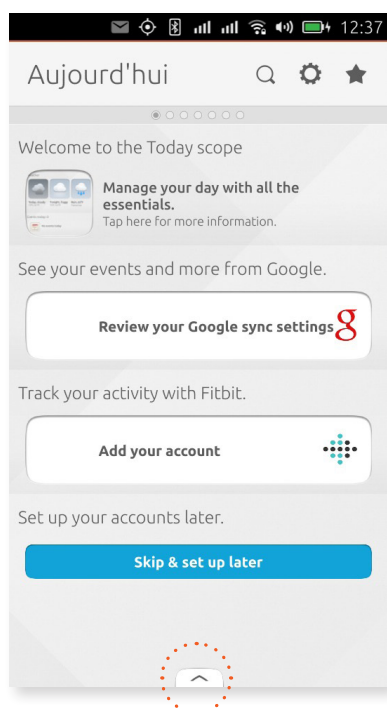 12:37
Aujourd'hui
Welcome to the Today scope
Manage your day with all the
essentials.
Tap here for more information.
See your events and more from Google.
Review your Google sync settings
Track your activity with Fitbit.
Add your account
Set up your accounts later.
Skip & set up later